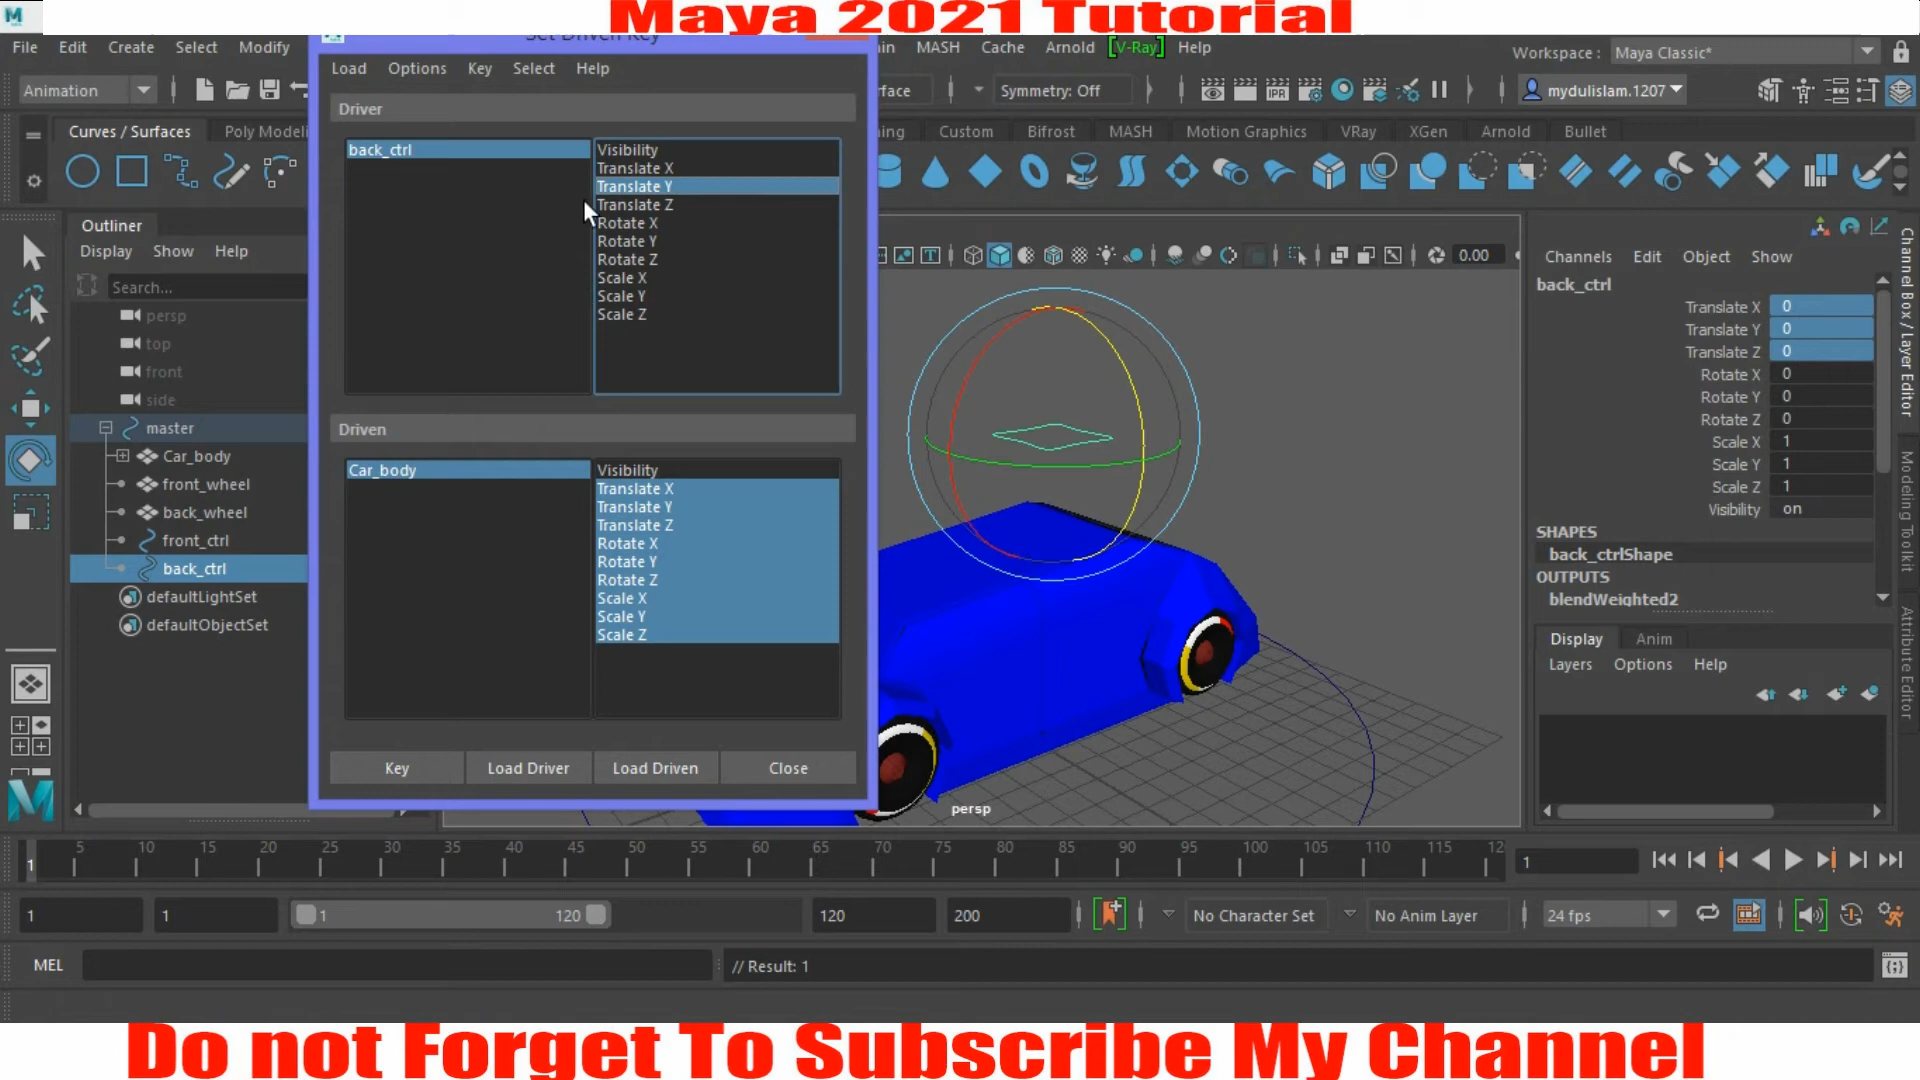 Maya 2021 Tutorial
File Edit Create Select Modify
Set Driven Key
MASH Cache Arnold [V-Ray] Help
Workspace : Maya Classic*
Load Options Key Select Help
Animation
Symmetry: Off
mydulislam.1207
Driver
Curves / Surfaces
Custom Bifrost MASH Motion Graphics VRay XGen Arnold Bullet
back_ctrl
Visibility
Translate X
Translate Y
Translate Z
Rotate X
Rotate Y
Rotate Z
Scale X
Scale Y
Scale Z
Outliner
Display Show Help
Search...
persp
top
front
side
master
Car_body
front_wheel
back_wheel
front_ctrl
back_ctrl
defaultLightSet
defaultObjectSet
Driven
Car_body
Visibility
Translate X
Translate Y
Translate Z
Rotate X
Rotate Y
Rotate Z
Scale X
Scale Y
Scale Z
Key Load Driver Load Driven Close
IPR
0.00
persp
Channels Edit Object Show
back_ctrl
Translate X 0
Translate Y 0
Translate Z 0
Rotate X 0
Rotate Y 0
Rotate Z 0
Scale X 1
Scale Y 1
Scale Z 1
Visibility on
SHAPES
back_ctrlShape
OUTPUTS
blendWeighted2
Display Anim
Layers Options Help
Channel Box / Layer Editor
Modeling Toolkit
Attribute Editor
1 5 10 15 20 25 30 35 40 45 50 55 60 65 70 75 80 85 90 95 100 105 110 115 12
1
1 1 1 120 120 200 No Character Set No Anim Layer 24 fps
MEL // Result: 1
Do not Forget To Subscribe My Channel